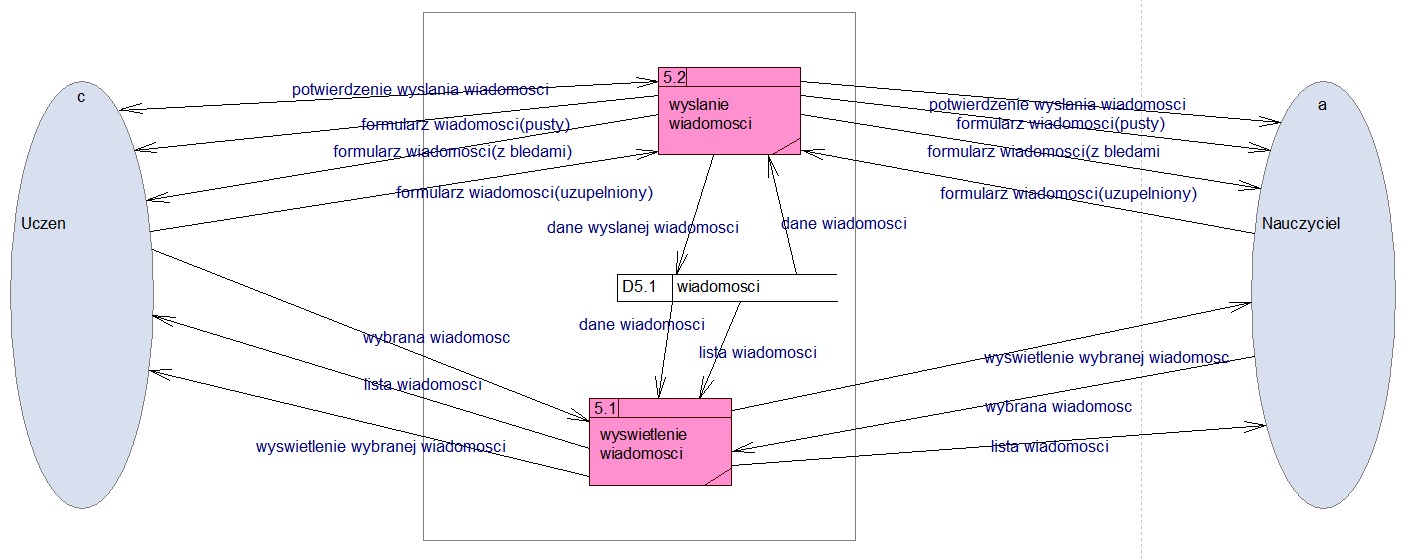 c
a
5.2
wyslanie
wiadomosci
potwierdzenie wyslania wiadomosci
potwierdzenie wyslania wiadomosci
formularz wiadomosci(pusty)
formularz wiadomosci(pusty)
formularz wiadomosci(z bledami)
formularz wiadomosci(z bledami
formularz wiadomosci(uzupelniony)
formularz wiadomosci(uzupelniony)
Uczen
dane wyslanej wiadomosci
dane wiadomosci
Nauczyciel
D5.1
wiadomosci
dane wiadomosci
wybrana wiadomosc
lista wiadomosci
wyswietlenie wybranej wiadomosc
lista wiadomosci
5.1
wyswietlenie
wiadomosci
wybrana wiadomosc
wyswietlenie wybranej wiadomosci
lista wiadomosci